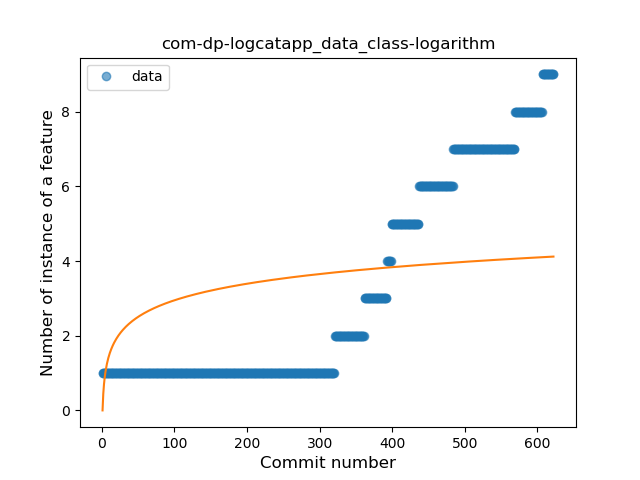 com-dp-logcatapp_data_class-logarithm
data
Number of instance of a feature
8
6
4
2
0
0 100 200 300 400 500 600
Commit number